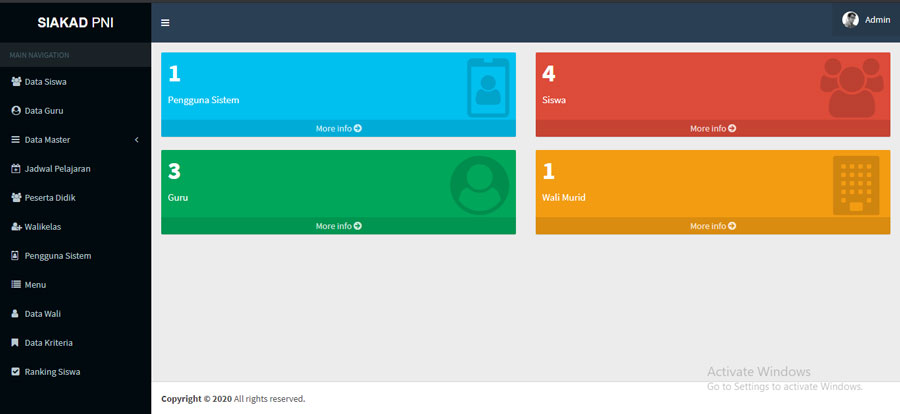 SIAKAD PNI
Admin
MAIN NAVIGATION
Data Siswa
Data Guru
Data Master
Jadwal Pelajaran
Peserta Didik
Walikelas
Pengguna Sistem
Menu
Data Wali
Data Kriteria
Ranking Siswa
1
Pengguna Sistem
More info
4
Siswa
More info
3
Guru
More info
1
Wali Murid
More info
Activate Windows
Go to Settings to activate Windows.
Copyright © 2020 All rights reserved.